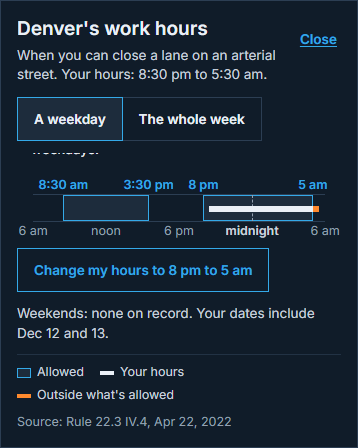 Denver's work hours
Close
When you can close a lane on an arterial
street. Your hours: 8:30 pm to 5:30 am.
A weekday
The whole week
weekdays.
8:30 am
3:30 pm
8 pm
5 am
6 am
noon
6 pm
midnight
6 am
Change my hours to 8 pm to 5 am
Weekends: none on record. Your dates include
Dec 12 and 13.
Allowed
Your hours
Outside what's allowed
Source: Rule 22.3 IV.4, Apr 22, 2022